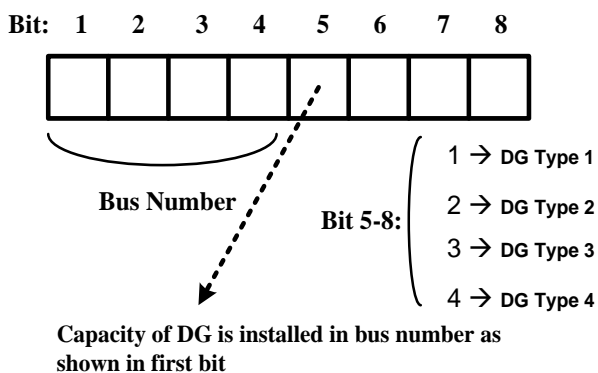 Bit: 1 2 3 4 5 6 7 8
1 → DG Type 1
Bus Number
Bit 5-8:
2 → DG Type 2
3 → DG Type 3
4 → DG Type 4
Capacity of DG is installed in bus number as
shown in first bit